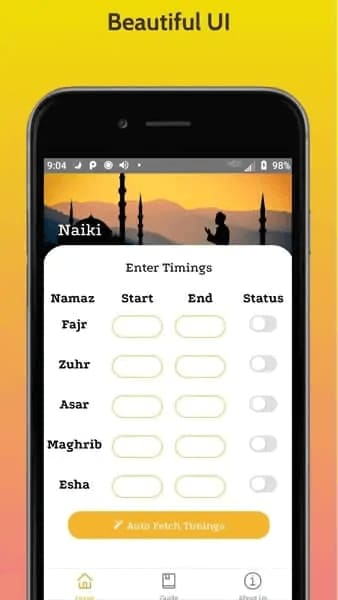 Beautiful UI
9:04 98%
Naiki
Enter Timings
Namaz Start End Status
Fajr
Zuhr
Asar
Maghrib
Esha
Auto Fetch Timings
Home Guide About Us